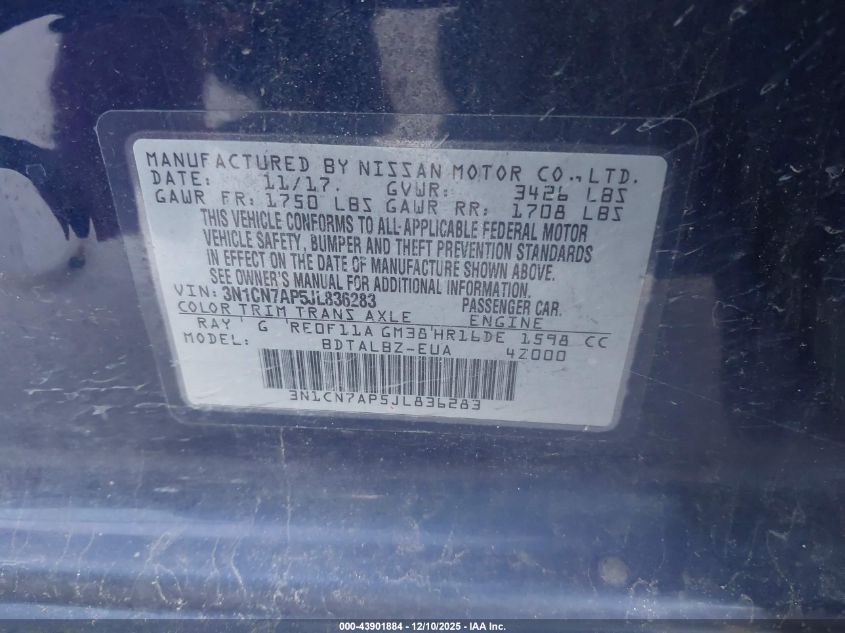 MANUFACTURED BY NISSAN MOTOR CO.,LTD.
DATE: 11/17. GVWR: 3426 LBS
GAWR FR: 1750 LBS GAWR RR: 1708 LBS
THIS VEHICLE CONFORMS TO ALL APPLICABLE FEDERAL MOTOR
VEHICLE SAFETY, BUMPER AND THEFT PREVENTION STANDARDS
IN EFFECT ON THE DATE OF MANUFACTURE SHOWN ABOVE.
SEE OWNER'S MANUAL FOR ADDITIONAL INFORMATION.
VIN: 3N1CN7AP5JL836283 PASSENGER CAR.
COLOR TRIM TRANS AXLE ENGINE
RAY' G RE0F11A GM38'HR16DE 1598 CC
MODEL: BDTALBZ-EUA 4Z000
3N1CN7AP5JL836283
000-43901884 - 12/10/2025 - IAA Inc.